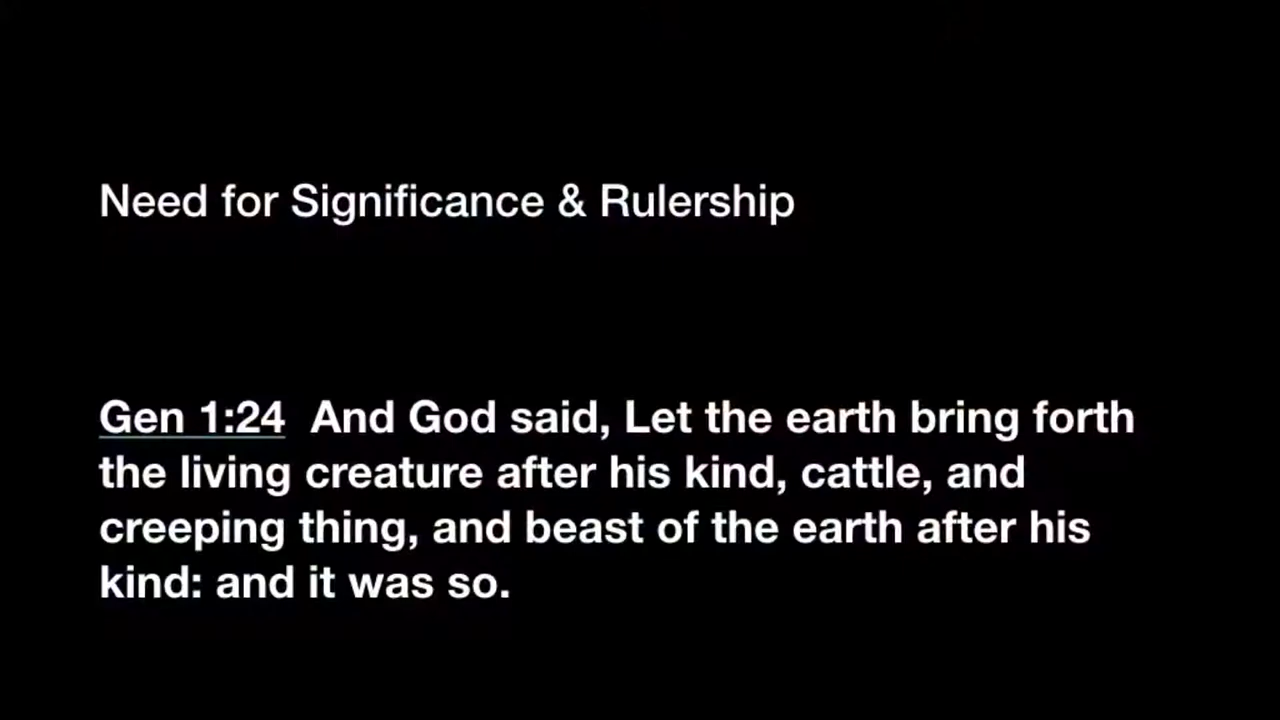 Need for Significance & Rulership
Gen 1:24 And God said, Let the earth bring forth
the living creature after his kind, cattle, and
creeping thing, and beast of the earth after his
kind: and it was so.